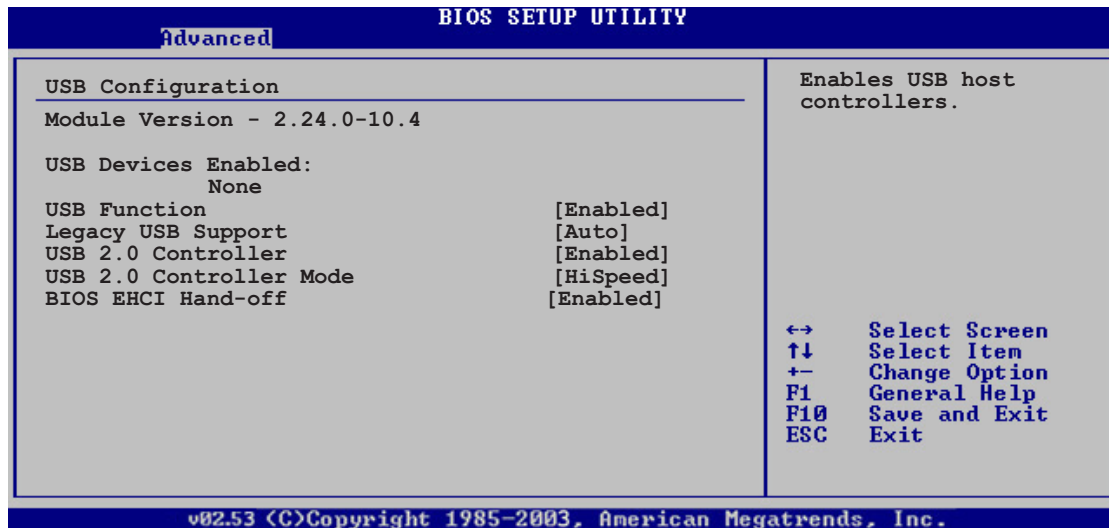 BIOS SETUP UTILITY
Advanced
USB Configuration
Module Version - 2.24.0-10.4
USB Devices Enabled:
None
USB Function [Enabled]
Legacy USB Support [Auto]
USB 2.0 Controller [Enabled]
USB 2.0 Controller Mode [HiSpeed]
BIOS EHCI Hand-off [Enabled]
Enables USB host
controllers.
←→ Select Screen
↑↓ Select Item
+- Change Option
F1 General Help
F10 Save and Exit
ESC Exit
v02.53 (C)Copyright 1985-2003, American Megatrends, Inc.